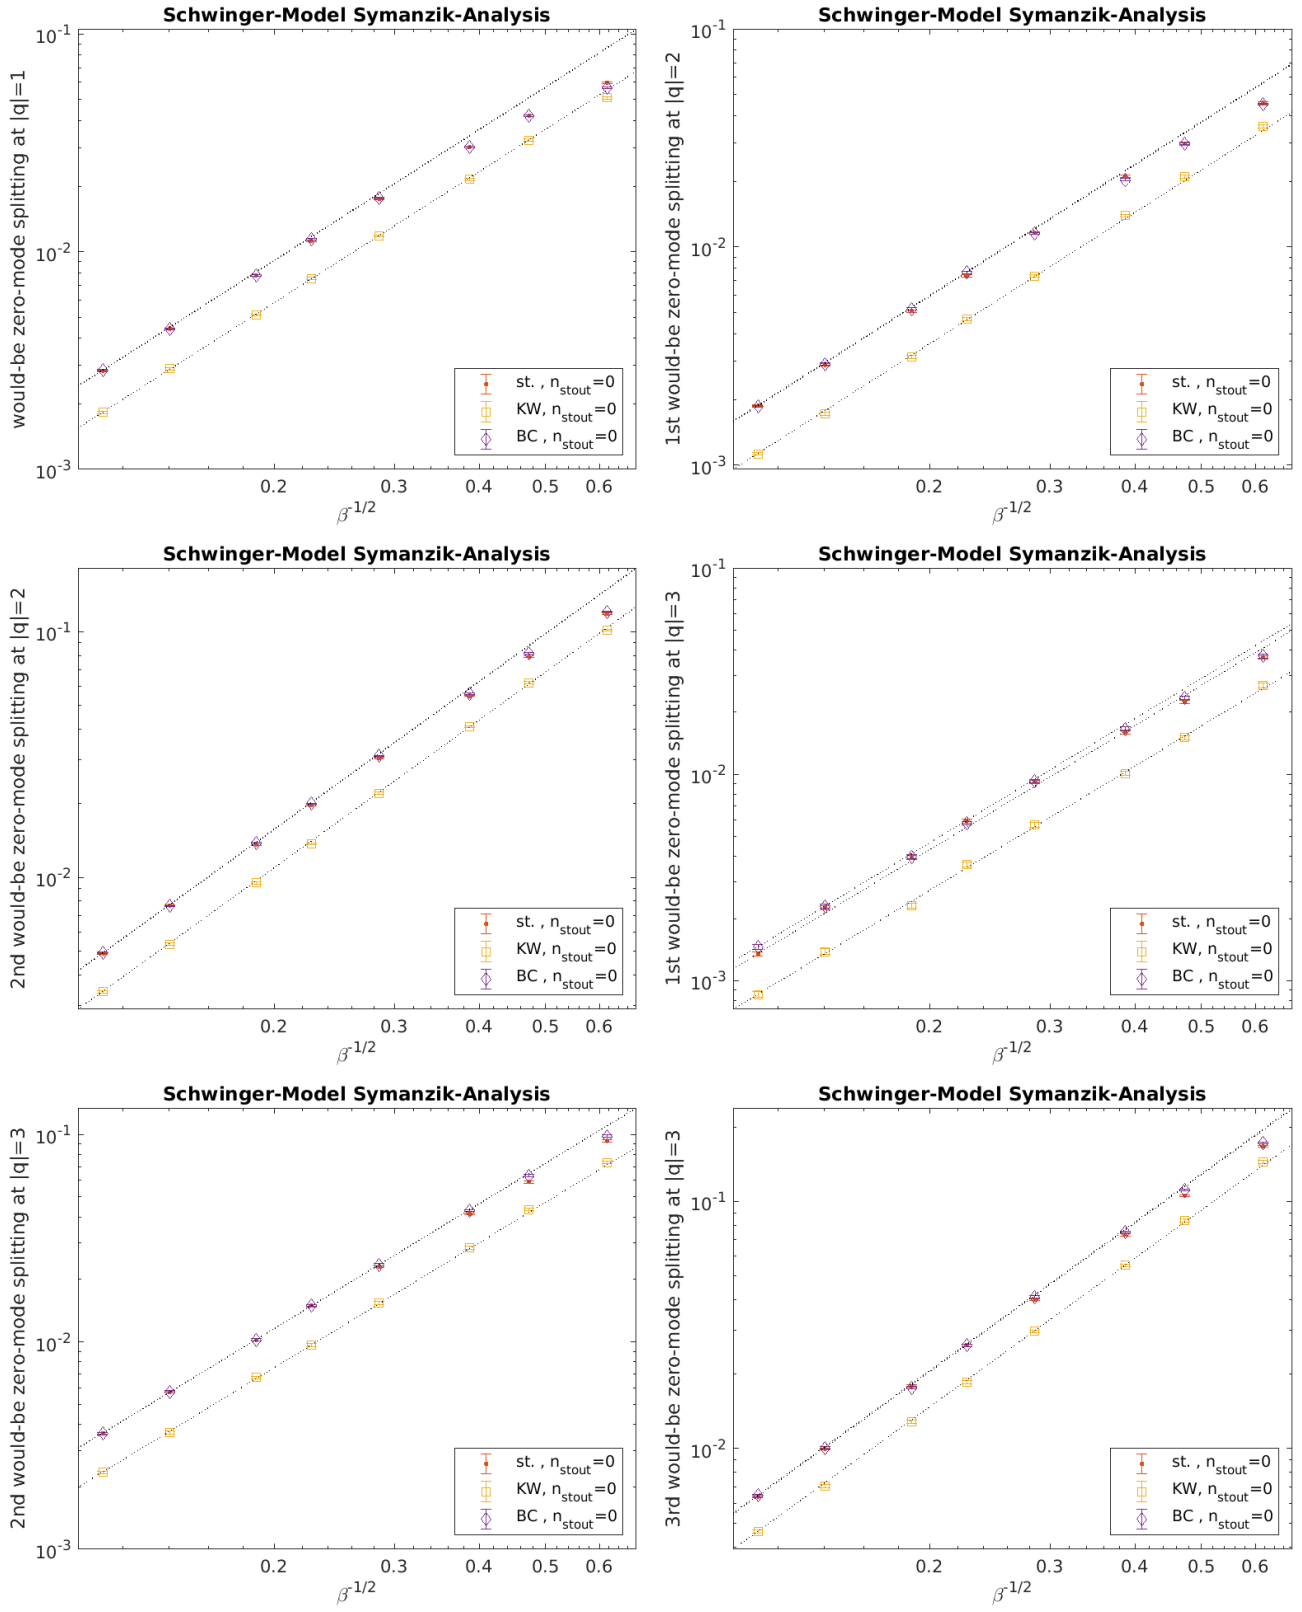 Schwinger-Model Symanzik-Analysis
would-be zero-mode splitting at |q|=1
10^-1
10^-2
10^-3
0.2 0.3 0.4 0.5 0.6
β^-1/2
st. , n_stout=0
KW, n_stout=0
BC , n_stout=0
Schwinger-Model Symanzik-Analysis
1st would-be zero-mode splitting at |q|=2
10^-1
10^-2
10^-3
0.2 0.3 0.4 0.5 0.6
β^-1/2
st. , n_stout=0
KW, n_stout=0
BC , n_stout=0
Schwinger-Model Symanzik-Analysis
2nd would-be zero-mode splitting at |q|=2
10^-1
10^-2
0.2 0.3 0.4 0.5 0.6
β^-1/2
st. , n_stout=0
KW, n_stout=0
BC , n_stout=0
Schwinger-Model Symanzik-Analysis
1st would-be zero-mode splitting at |q|=3
10^-1
10^-2
10^-3
0.2 0.3 0.4 0.5 0.6
β^-1/2
st. , n_stout=0
KW, n_stout=0
BC , n_stout=0
Schwinger-Model Symanzik-Analysis
2nd would-be zero-mode splitting at |q|=3
10^-1
10^-2
10^-3
0.2 0.3 0.4 0.5 0.6
β^-1/2
st. , n_stout=0
KW, n_stout=0
BC , n_stout=0
Schwinger-Model Symanzik-Analysis
3rd would-be zero-mode splitting at |q|=3
10^-1
10^-2
0.2 0.3 0.4 0.5 0.6
β^-1/2
st. , n_stout=0
KW, n_stout=0
BC , n_stout=0